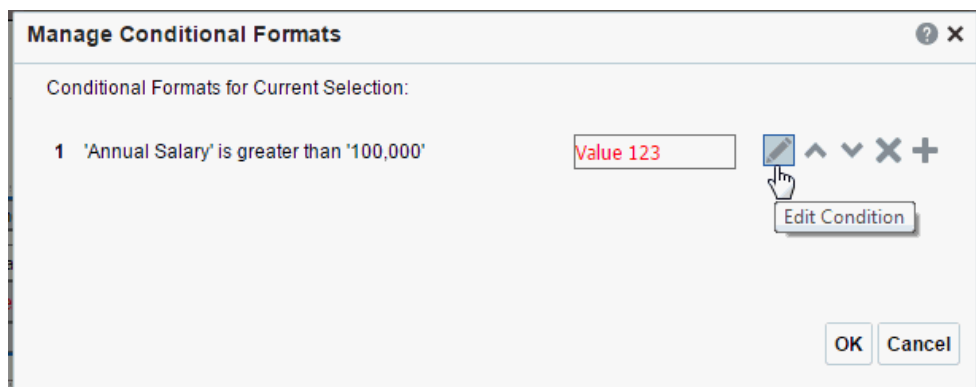 Manage Conditional Formats
Conditional Formats for Current Selection:
1 'Annual Salary' is greater than '100,000' Value 123
Edit Condition
OK Cancel